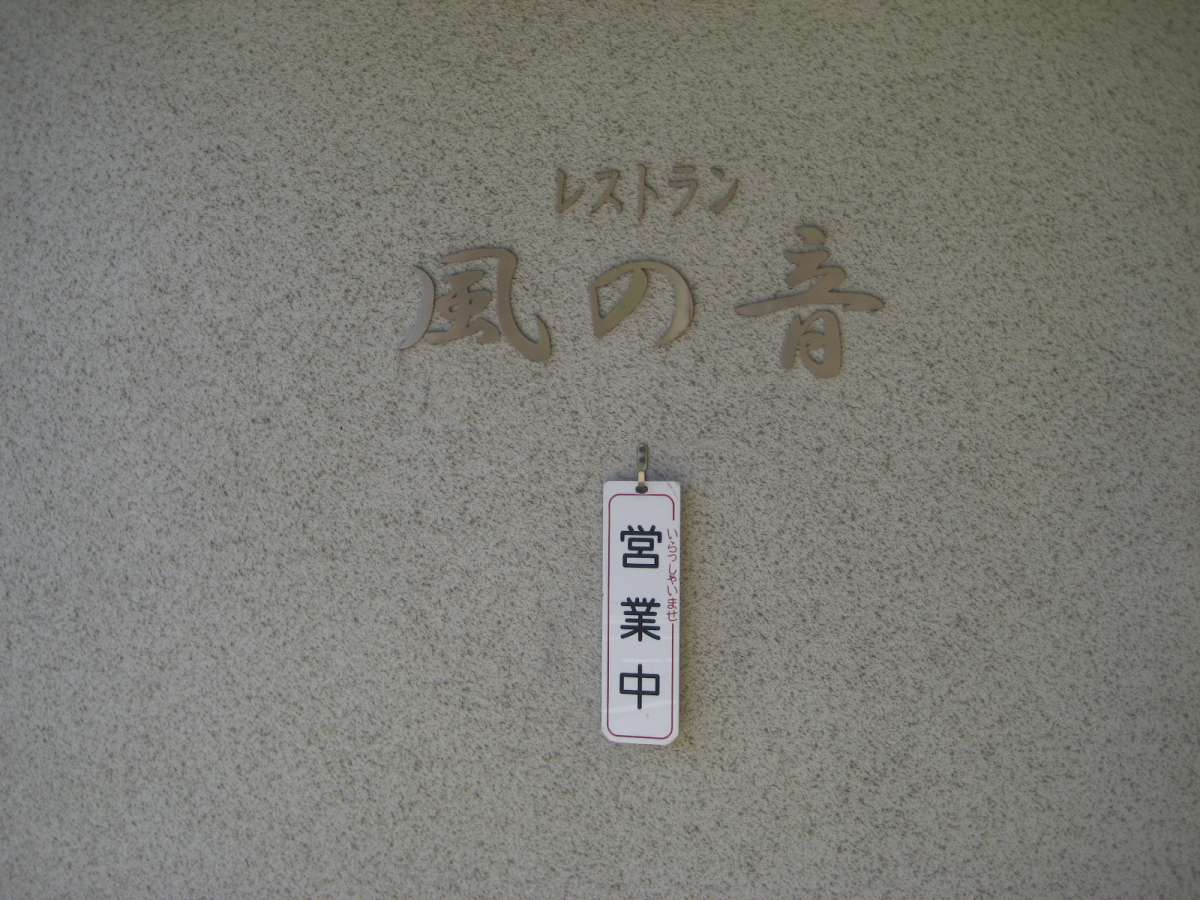 レストラン
風の音
いらっしゃいませ
営業中